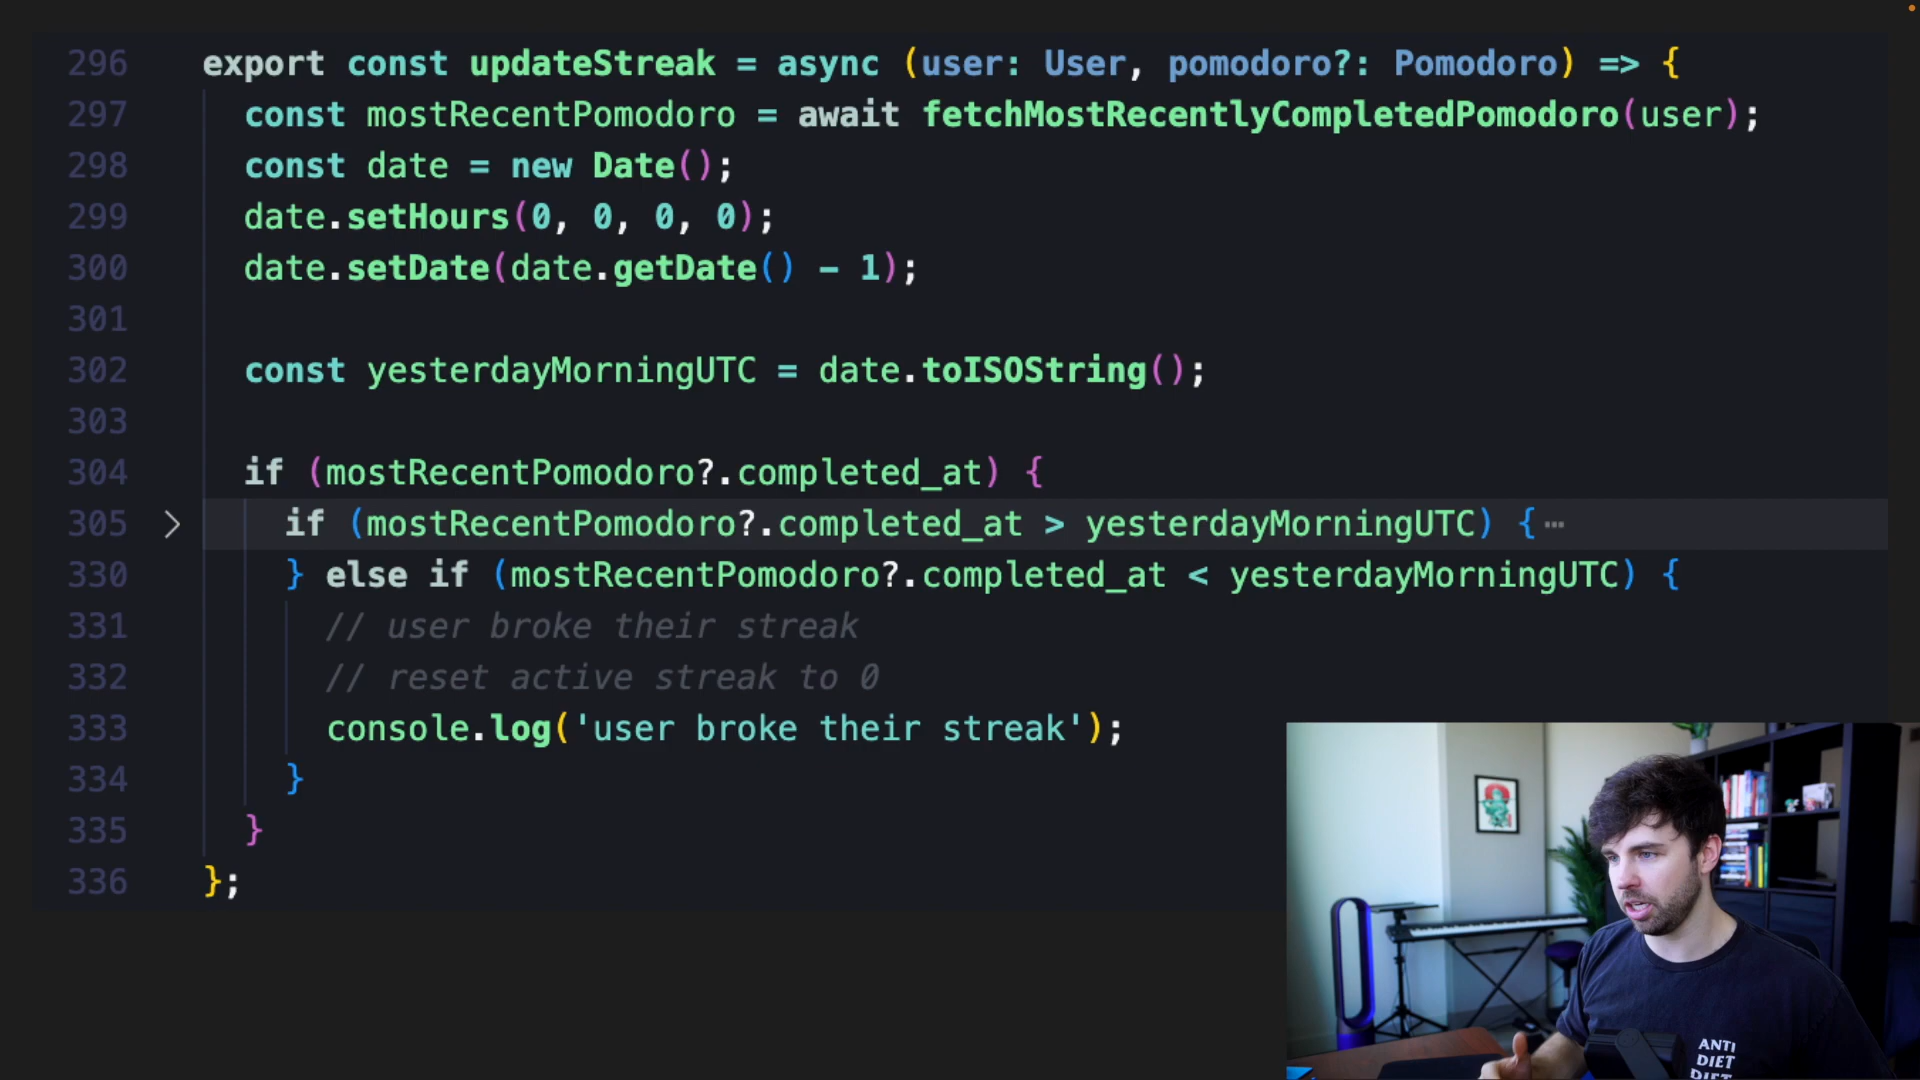 296 export const updateStreak = async (user: User, pomodoro?: Pomodoro) => {
297 const mostRecentPomodoro = await fetchMostRecentlyCompletedPomodoro(user);
298 const date = new Date();
299 date.setHours(0, 0, 0, 0);
300 date.setDate(date.getDate() - 1);
301
302 const yesterdayMorningUTC = date.toISOString();
303
304 if (mostRecentPomodoro?.completed_at) {
305 if (mostRecentPomodoro?.completed_at > yesterdayMorningUTC) {⋯
330 } else if (mostRecentPomodoro?.completed_at < yesterdayMorningUTC) {
331 // user broke their streak
332 // reset active streak to 0
333 console.log('user broke their streak');
334 }
335 }
336 };
ANTI
DIET
DIET